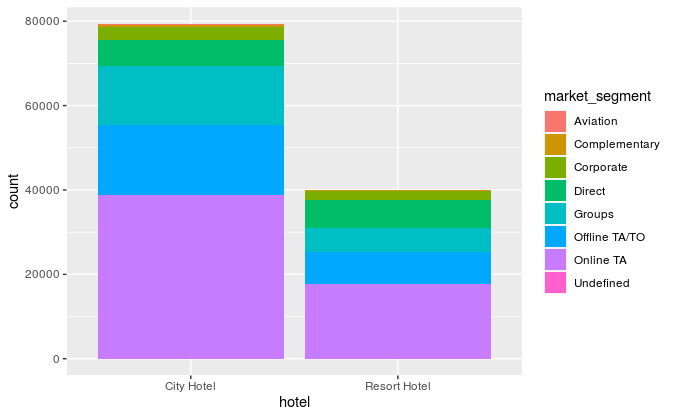 80000
60000
40000
20000
0
count
City Hotel
Resort Hotel
hotel
market_segment
Aviation
Complementary
Corporate
Direct
Groups
Offline TA/TO
Online TA
Undefined